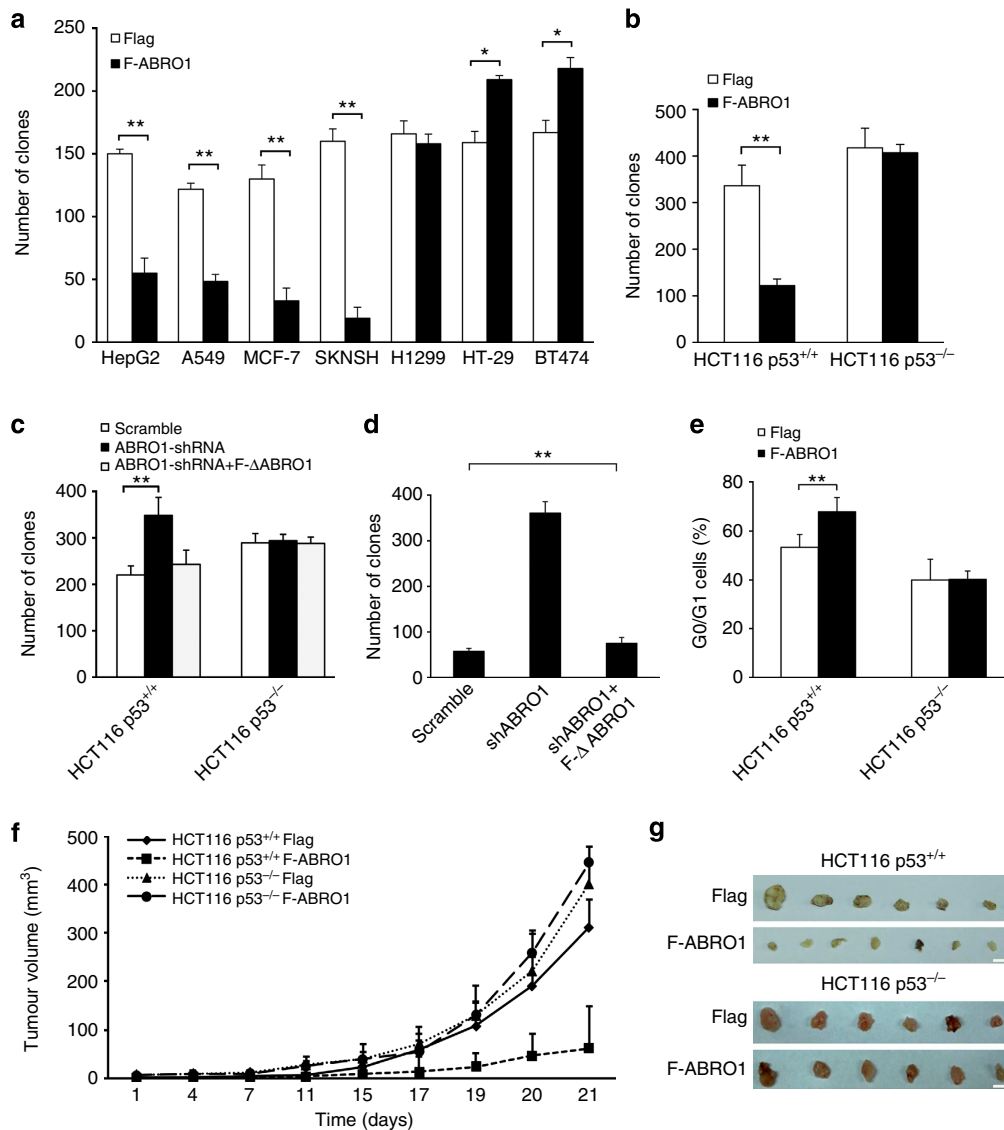 a
Flag
F-ABRO1
Number of clones
250
200
150
100
50
0
**
**
**
**
*
*
HepG2 A549 MCF-7 SKNSH H1299 HT-29 BT474
b
Flag
F-ABRO1
Number of clones
500
400
300
200
100
0
**
HCT116 p53+/+ HCT116 p53–/–
c
Scramble
ABRO1-shRNA
ABRO1-shRNA+F-ΔABRO1
Number of clones
400
300
200
100
0
**
HCT116 p53+/+
HCT116 p53–/–
d
Number of clones
400
300
200
100
0
**
Scramble
shABRO1
shABRO1+
F-Δ ABRO1
e
Flag
F-ABRO1
G0/G1 cells (%)
80
60
40
20
0
**
HCT116 p53+/+
HCT116 p53–/–
f
HCT116 p53+/+ Flag
HCT116 p53+/+ F-ABRO1
HCT116 p53–/– Flag
HCT116 p53–/– F-ABRO1
Tumour volume (mm3)
500
400
300
200
100
0
1 4 7 11 15 17 19 20 21
Time (days)
g
HCT116 p53+/+
Flag
F-ABRO1
HCT116 p53–/–
Flag
F-ABRO1